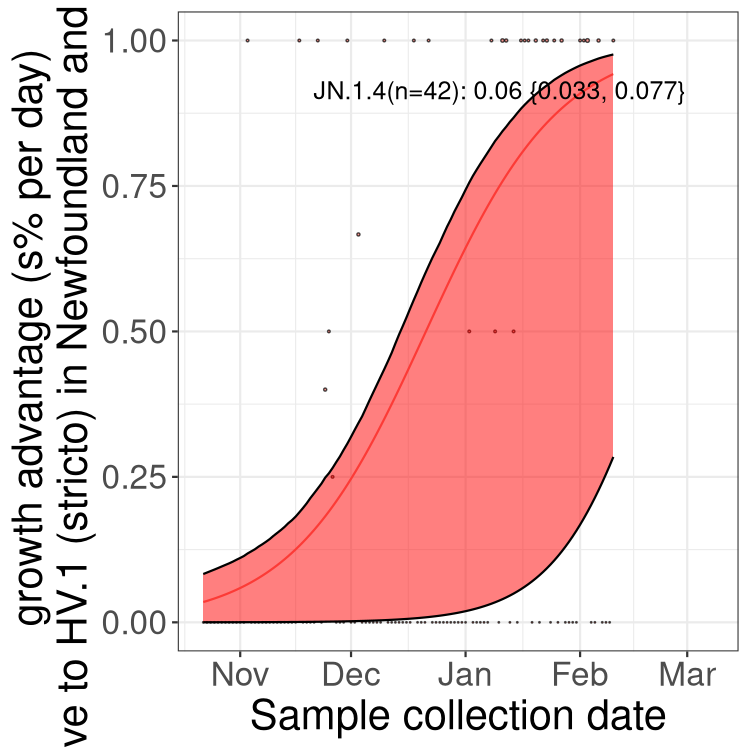 growth advantage (s% per day)
ve to HV.1 (stricto) in Newfoundland and
1.00
0.75
0.50
0.25
0.00
JN.1.4(n=42): 0.06 {0.033, 0.077}
Nov Dec Jan Feb Mar
Sample collection date